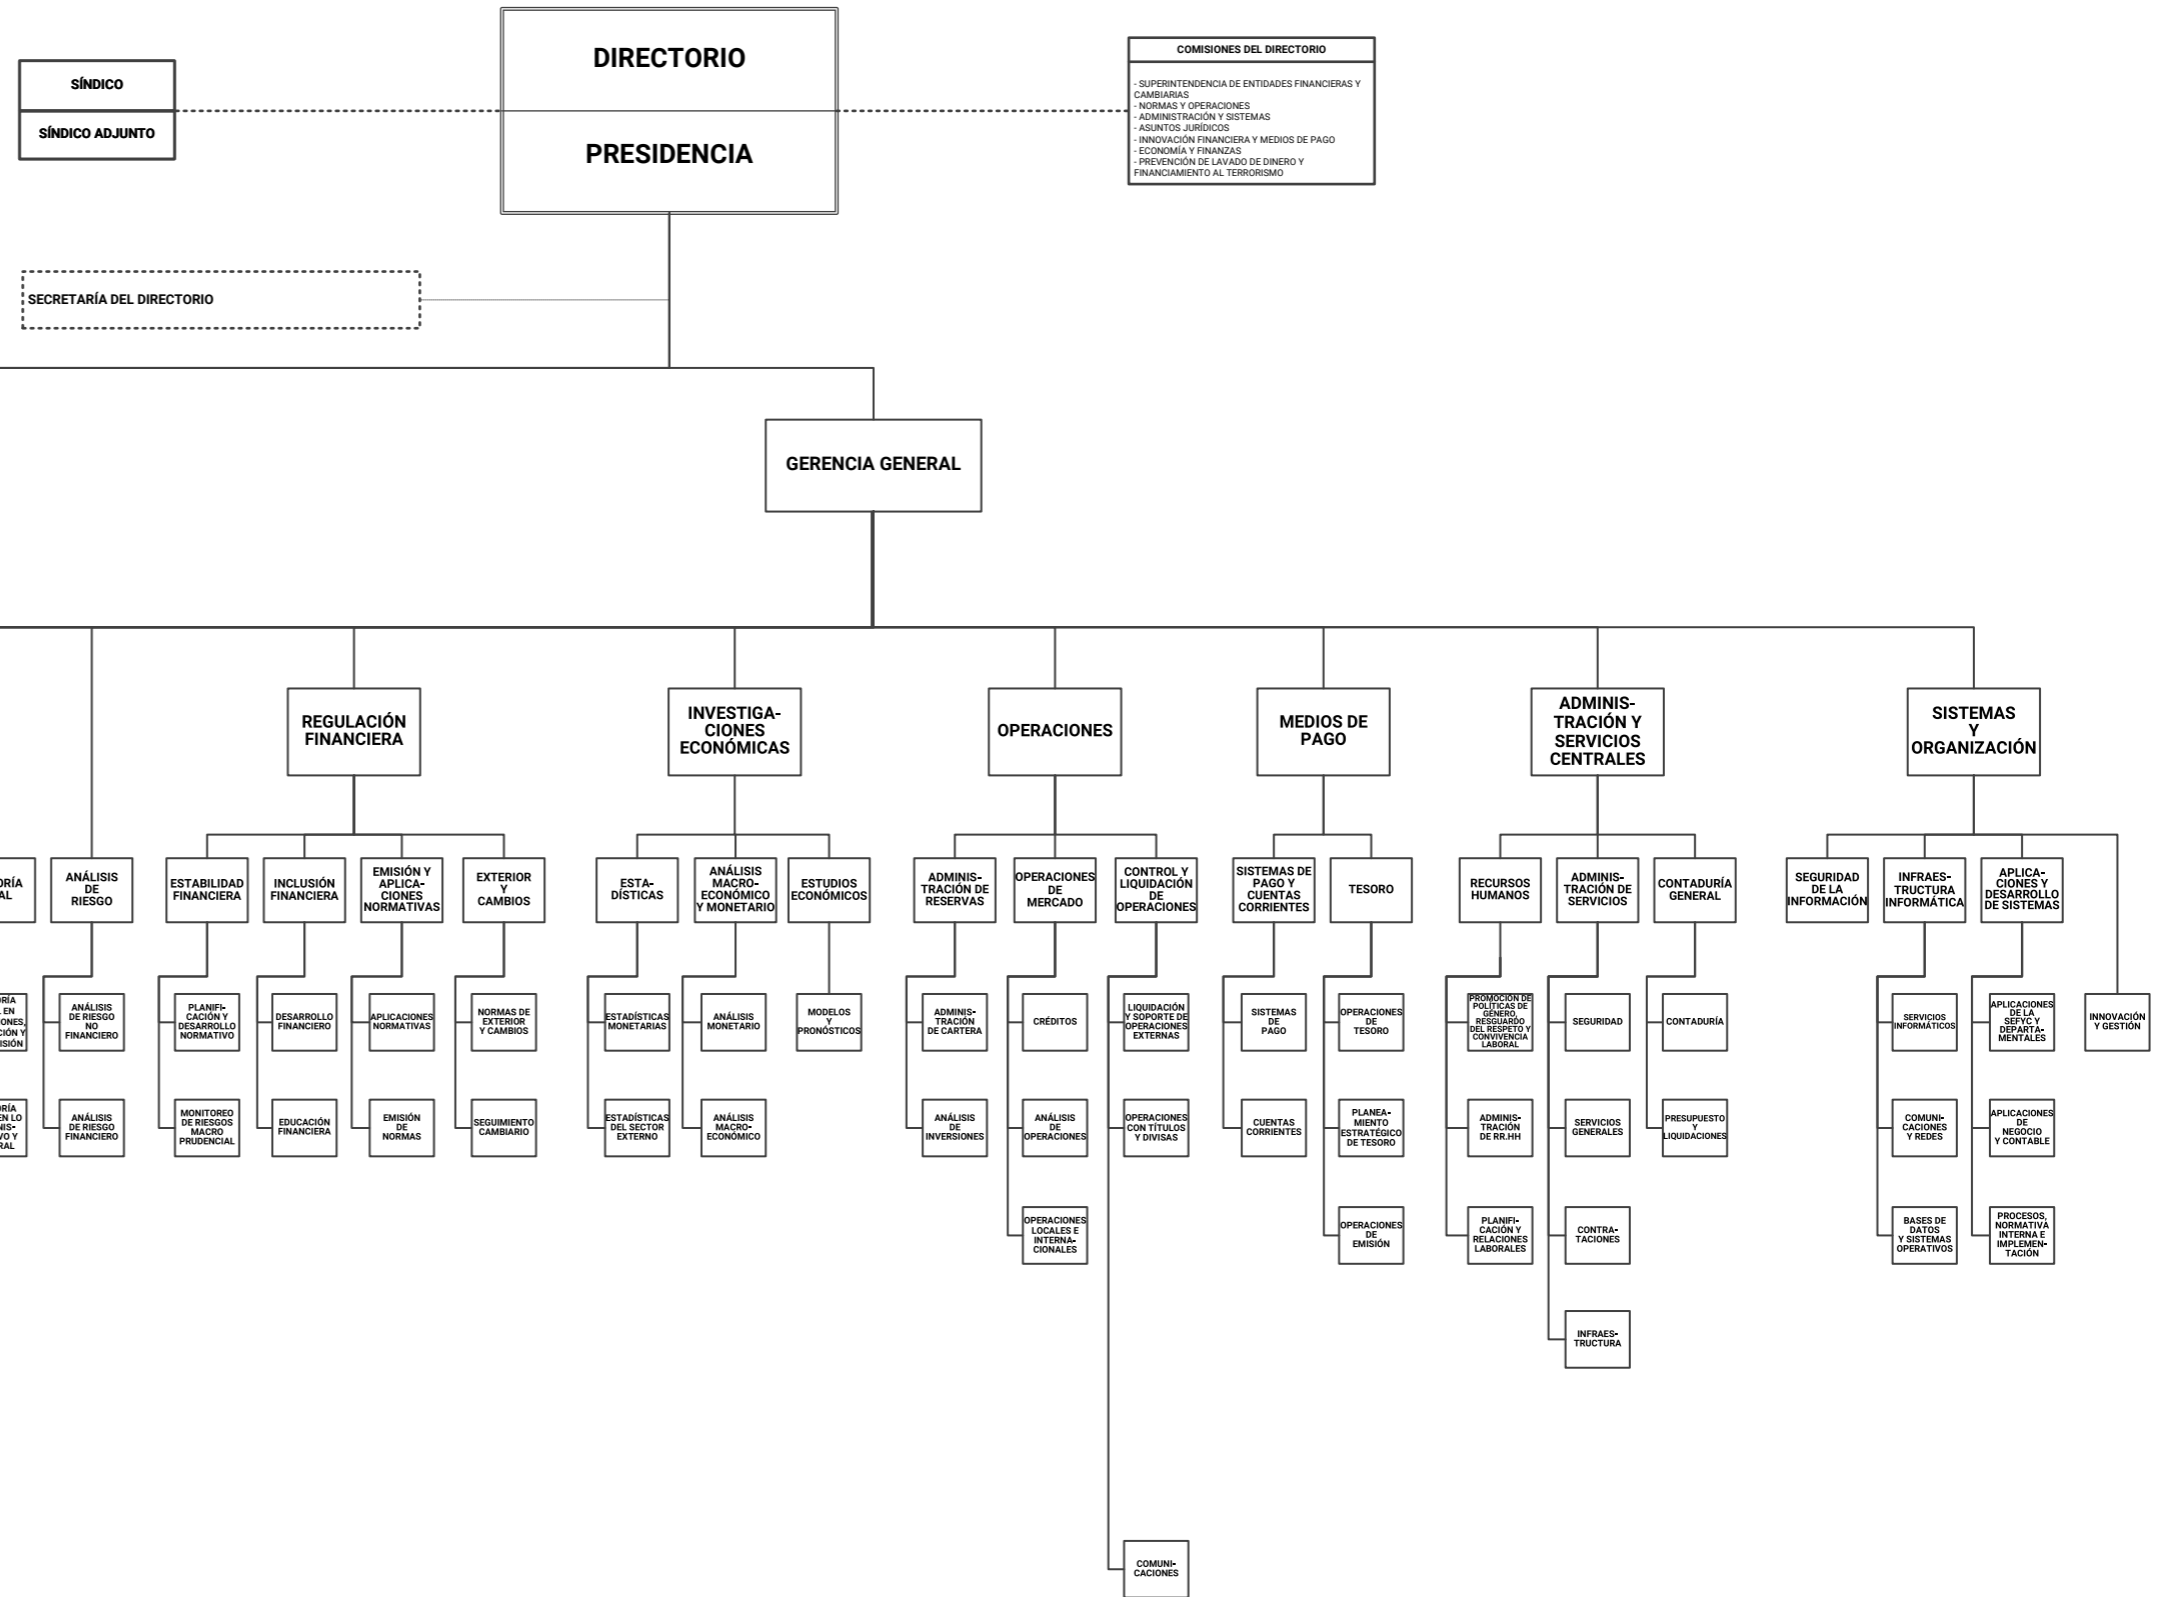 DIRECTORIO
PRESIDENCIA
SÍNDICO
SÍNDICO ADJUNTO
COMISIONES DEL DIRECTORIO
- SUPERINTENDENCIA DE ENTIDADES FINANCIERAS Y
CAMBIARIAS
- NORMAS Y OPERACIONES
- ADMINISTRACIÓN Y SISTEMAS
- ASUNTOS JURÍDICOS
- INNOVACIÓN FINANCIERA Y MEDIOS DE PAGO
- ECONOMÍA Y FINANZAS
- PREVENCIÓN DE LAVADO DE DINERO Y
FINANCIAMIENTO AL TERRORISMO
SECRETARÍA DEL DIRECTORIO
GERENCIA GENERAL
REGULACIÓN
FINANCIERA
INVESTIGA-
CIONES
ECONÓMICAS
OPERACIONES
MEDIOS DE
PAGO
ADMINIS-
TRACIÓN Y
SERVICIOS
CENTRALES
SISTEMAS
Y
ORGANIZACIÓN
ANÁLISIS
DE
RIESGO
ESTABILIDAD
FINANCIERA
INCLUSIÓN
FINANCIERA
EMISIÓN Y
APLICA-
CIONES
NORMATIVAS
EXTERIOR
Y
CAMBIOS
ESTA-
DÍSTICAS
ANÁLISIS
MACRO-
ECONÓMICO
Y MONETARIO
ESTUDIOS
ECONÓMICOS
ADMINIS-
TRACIÓN DE
RESERVAS
OPERACIONES
DE
MERCADO
CONTROL Y
LIQUIDACIÓN
DE
OPERACIONES
SISTEMAS DE
PAGO Y
CUENTAS
CORRIENTES
TESORO
RECURSOS
HUMANOS
ADMINIS-
TRACIÓN DE
SERVICIOS
CONTADURÍA
GENERAL
SEGURIDAD
DE LA
INFORMACIÓN
INFRAES-
TRUCTURA
INFORMÁTICA
APLICA-
CIONES Y
DESARROLLO
DE SISTEMAS
ANÁLISIS
DE RIESGO
NO
FINANCIERO
PLANIFI-
CACIÓN Y
DESARROLLO
NORMATIVO
DESARROLLO
FINANCIERO
APLICACIONES
NORMATIVAS
NORMAS DE
EXTERIOR
Y CAMBIOS
ESTADÍSTICAS
MONETARIAS
ANÁLISIS
MONETARIO
MODELOS
Y
PRONÓSTICOS
ADMINIS-
TRACIÓN
DE CARTERA
CRÉDITOS
LIQUIDACIÓN
Y SOPORTE DE
OPERACIONES
EXTERNAS
SISTEMAS
DE
PAGO
OPERACIONES
DE
TESORO
PROMOCIÓN DE
POLÍTICAS DE
GÉNERO,
RESGUARDO
DEL RESPETO Y
CONVIVENCIA
LABORAL
SEGURIDAD
CONTADURÍA
SERVICIOS
INFORMÁTICOS
APLICACIONES
DE LA
SEFYC Y
DEPARTA-
MENTALES
INNOVACIÓN
Y GESTIÓN
ANÁLISIS
DE RIESGO
FINANCIERO
MONITOREO
DE RIESGOS
MACRO
PRUDENCIAL
EDUCACIÓN
FINANCIERA
EMISIÓN
DE
NORMAS
SEGUIMIENTO
CAMBIARIO
ESTADÍSTICAS
DEL SECTOR
EXTERNO
ANÁLISIS
MACRO-
ECONÓMICO
ANÁLISIS
DE
INVERSIONES
ANÁLISIS
DE
OPERACIONES
OPERACIONES
CON TÍTULOS
Y DIVISAS
CUENTAS
CORRIENTES
PLANEA-
MIENTO
ESTRATÉGICO
DE TESORO
ADMINIS-
TRACIÓN
DE RR.HH
SERVICIOS
GENERALES
PRESUPUESTO
Y
LIQUIDACIONES
COMUNI-
CACIONES
Y REDES
APLICACIONES
DE
NEGOCIO
Y CONTABLE
OPERACIONES
LOCALES E
INTERNA-
CIONALES
OPERACIONES
DE
EMISIÓN
PLANIFI-
CACIÓN Y
RELACIONES
LABORALES
CONTRA-
TACIONES
BASES DE
DATOS
Y SISTEMAS
OPERATIVOS
PROCESOS,
NORMATIVA
INTERNA E
IMPLEMEN-
TACIÓN
INFRAES-
TRUCTURA
COMUNI-
CACIONES